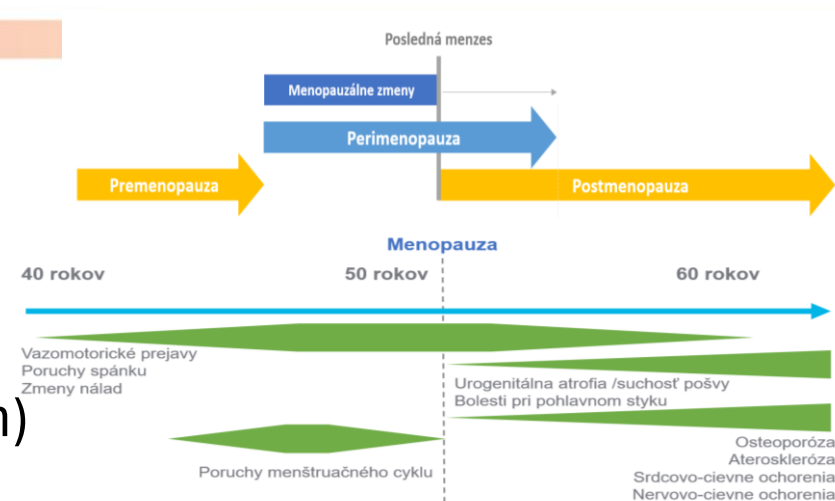 Posledná menzes
Menopauzálne zmeny
Perimenopauza
Premenopauza
Postmenopauza
Menopauza
40 rokov
50 rokov
60 rokov
Vazomotorické prejavy
Poruchy spánku
Zmeny nálad
Urogenitálna atrofia /suchosť pošvy
Bolesti pri pohlavnom styku
)
Poruchy menštruačného cyklu
Osteoporóza
Ateroskleróza
Srdcovo-cievne ochorenia
Nervovo-cievne ochorenia